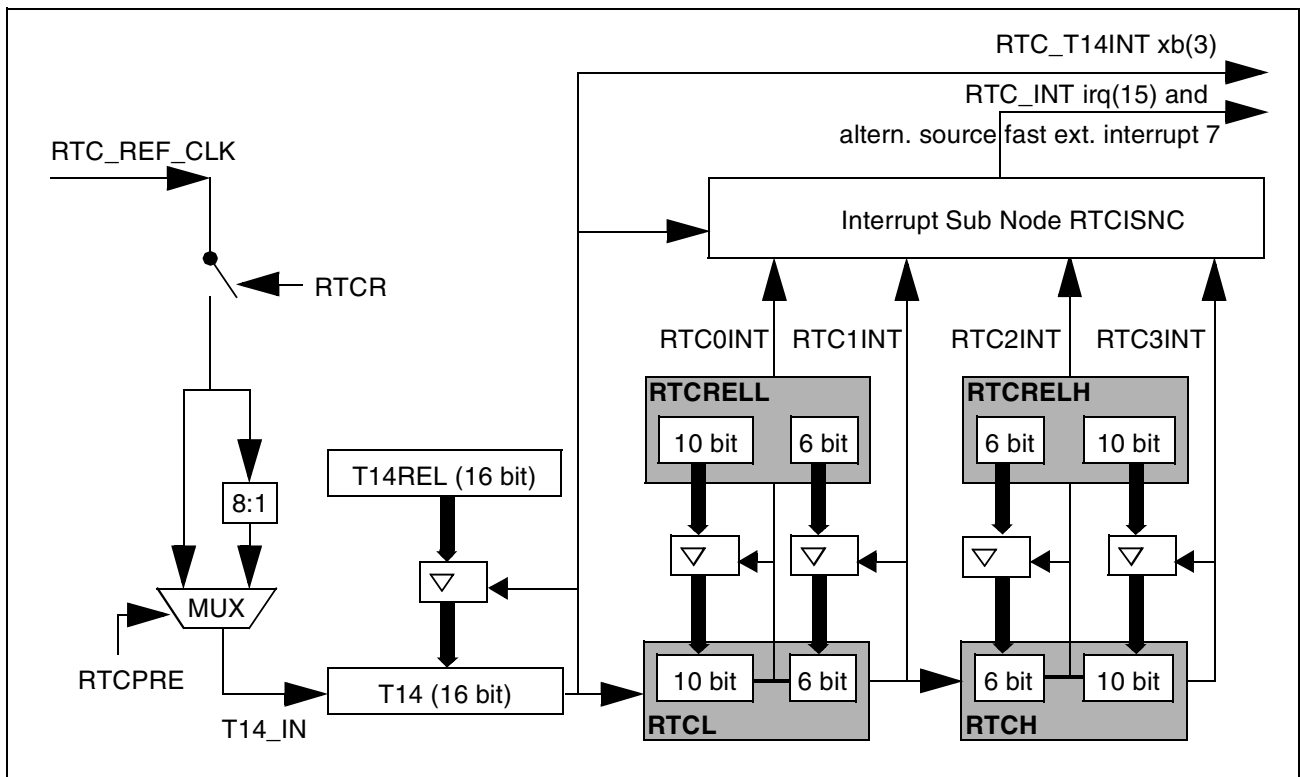 RTC_T14INT xb(3)
RTC_INT irq(15) and
altern. source fast ext. interrupt 7
RTC_REF_CLK
Interrupt Sub Node RTCISNC
RTCR
RTC0INT
RTC1INT
RTC2INT
RTC3INT
RTCRELL
RTCRELH
10 bit
6 bit
6 bit
10 bit
T14REL (16 bit)
8:1
MUX
RTCPRE
T14 (16 bit)
10 bit
6 bit
6 bit
10 bit
T14_IN
RTCL
RTCH